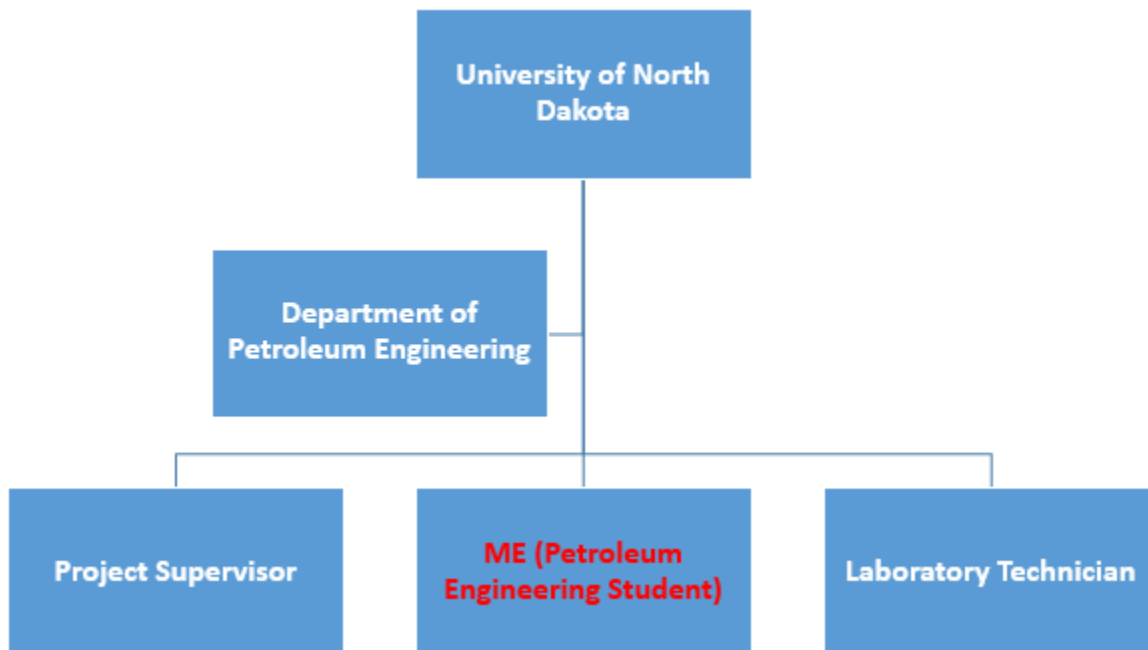 University of North
Dakota
Department of
Petroleum Engineering
Project Supervisor
ME (Petroleum
Engineering Student)
Laboratory Technician